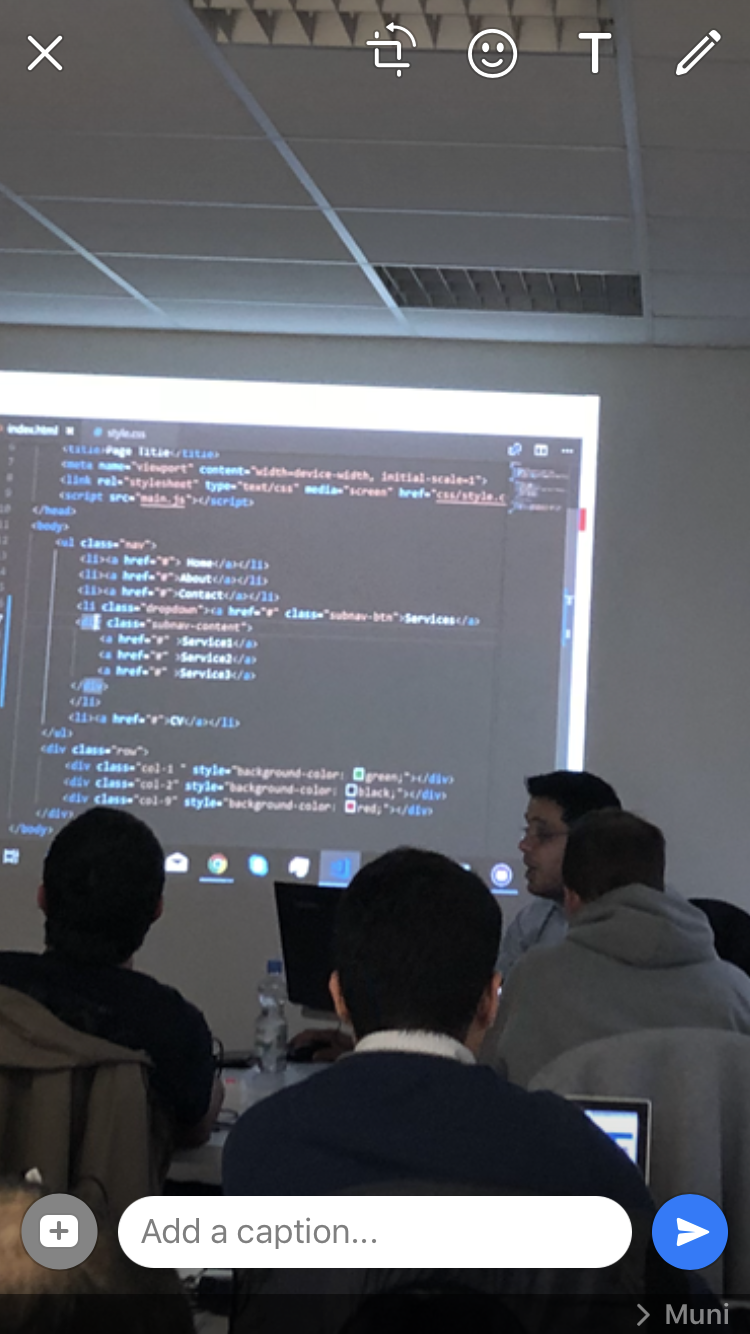 T
index.html
style.css
<title>Page Title</title>
<meta name="viewport" content="width=device-width, initial-scale=1">
<link rel="stylesheet" type="text/css" media="screen" href="css/style.c
<script src="main.js"></script>
</head>
<body>
<ul class="nav">
<li><a href="#"> Home</a></li>
<li><a href="#">About</a></li>
<li><a href="#">Contact</a></li>
<li class="dropdown"><a href="#" class="subnav-btn">Services</a>
class="subnav-content">
<a href="#" >Service1</a>
<a href="#" >Service2</a>
<a href="#" >Service3</a>
</div>
</li>
<li><a href="#">CV</a></li>
</ul>
<div class="row">
<div class="col-1 " style="background-color: green;"></div>
<div class="col-2" style="background-color: black;"></div>
<div class="col-9" style="background-color: red;"></div>
</div>
</body>
Add a caption...
Muni